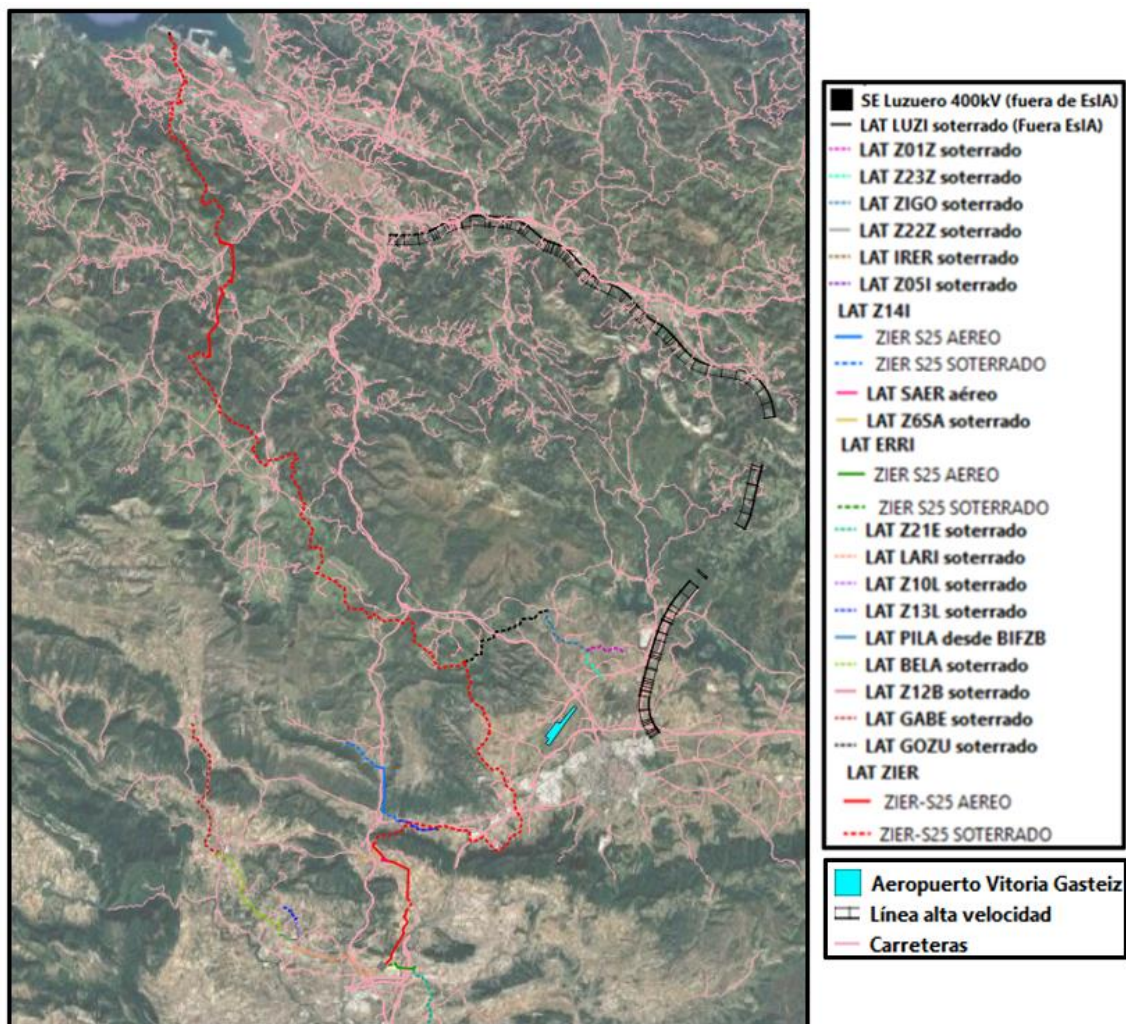 SE Luzuero 400kV (fuera de EsIA)
LAT LUZI soterrado (Fuera EsIA)
LAT Z01Z soterrado
LAT Z23Z soterrado
LAT ZIGO soterrado
LAT Z22Z soterrado
LAT IRER soterrado
LAT Z05I soterrado
LAT Z14I
ZIER S25 AEREO
ZIER S25 SOTERRADO
LAT SAER aéreo
LAT Z6SA soterrado
LAT ERRI
ZIER S25 AEREO
ZIER S25 SOTERRADO
LAT Z21E soterrado
LAT LARI soterrado
LAT Z10L soterrado
LAT Z13L soterrado
LAT PILA desde BIFZB
LAT BELA soterrado
LAT Z12B soterrado
LAT GABE soterrado
LAT GOZU soterrado
LAT ZIER
ZIER-S25 AEREO
ZIER-S25 SOTERRADO
Aeropuerto Vitoria Gasteiz
Línea alta velocidad
Carreteras